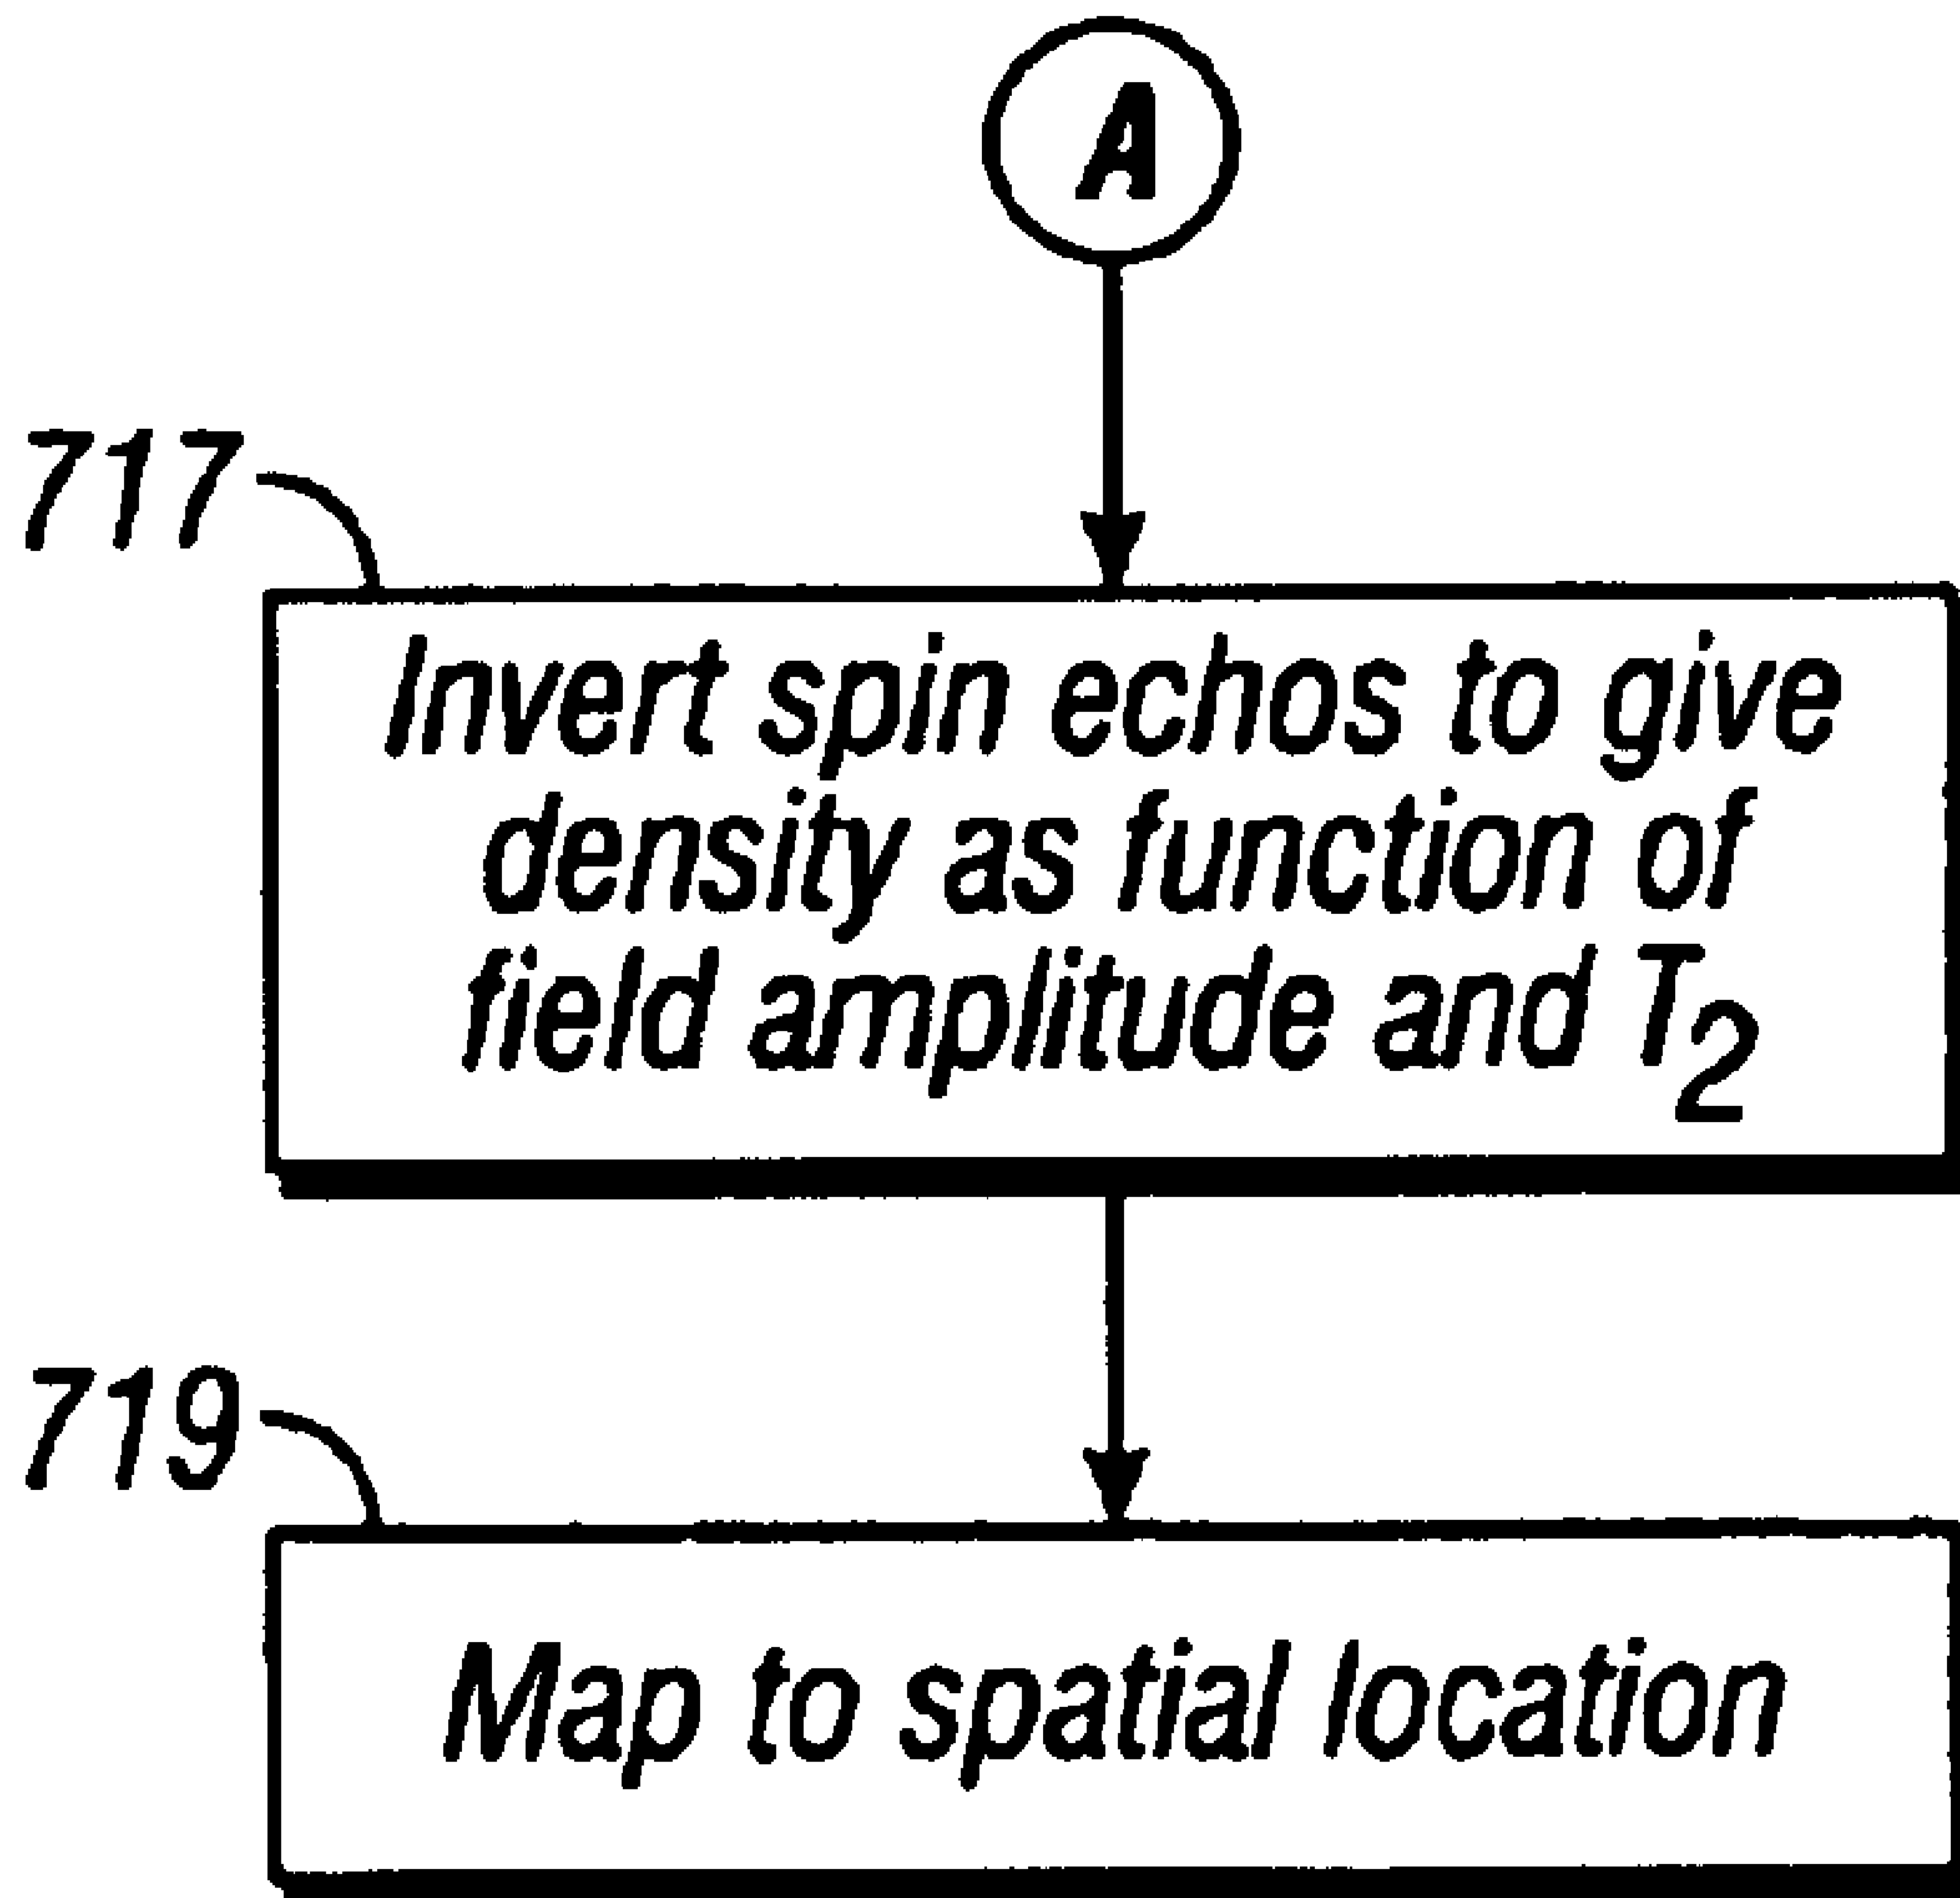 A
717
Invert spin echos to give
density as function of
field amplitude and T₂
719
Map to spatial location